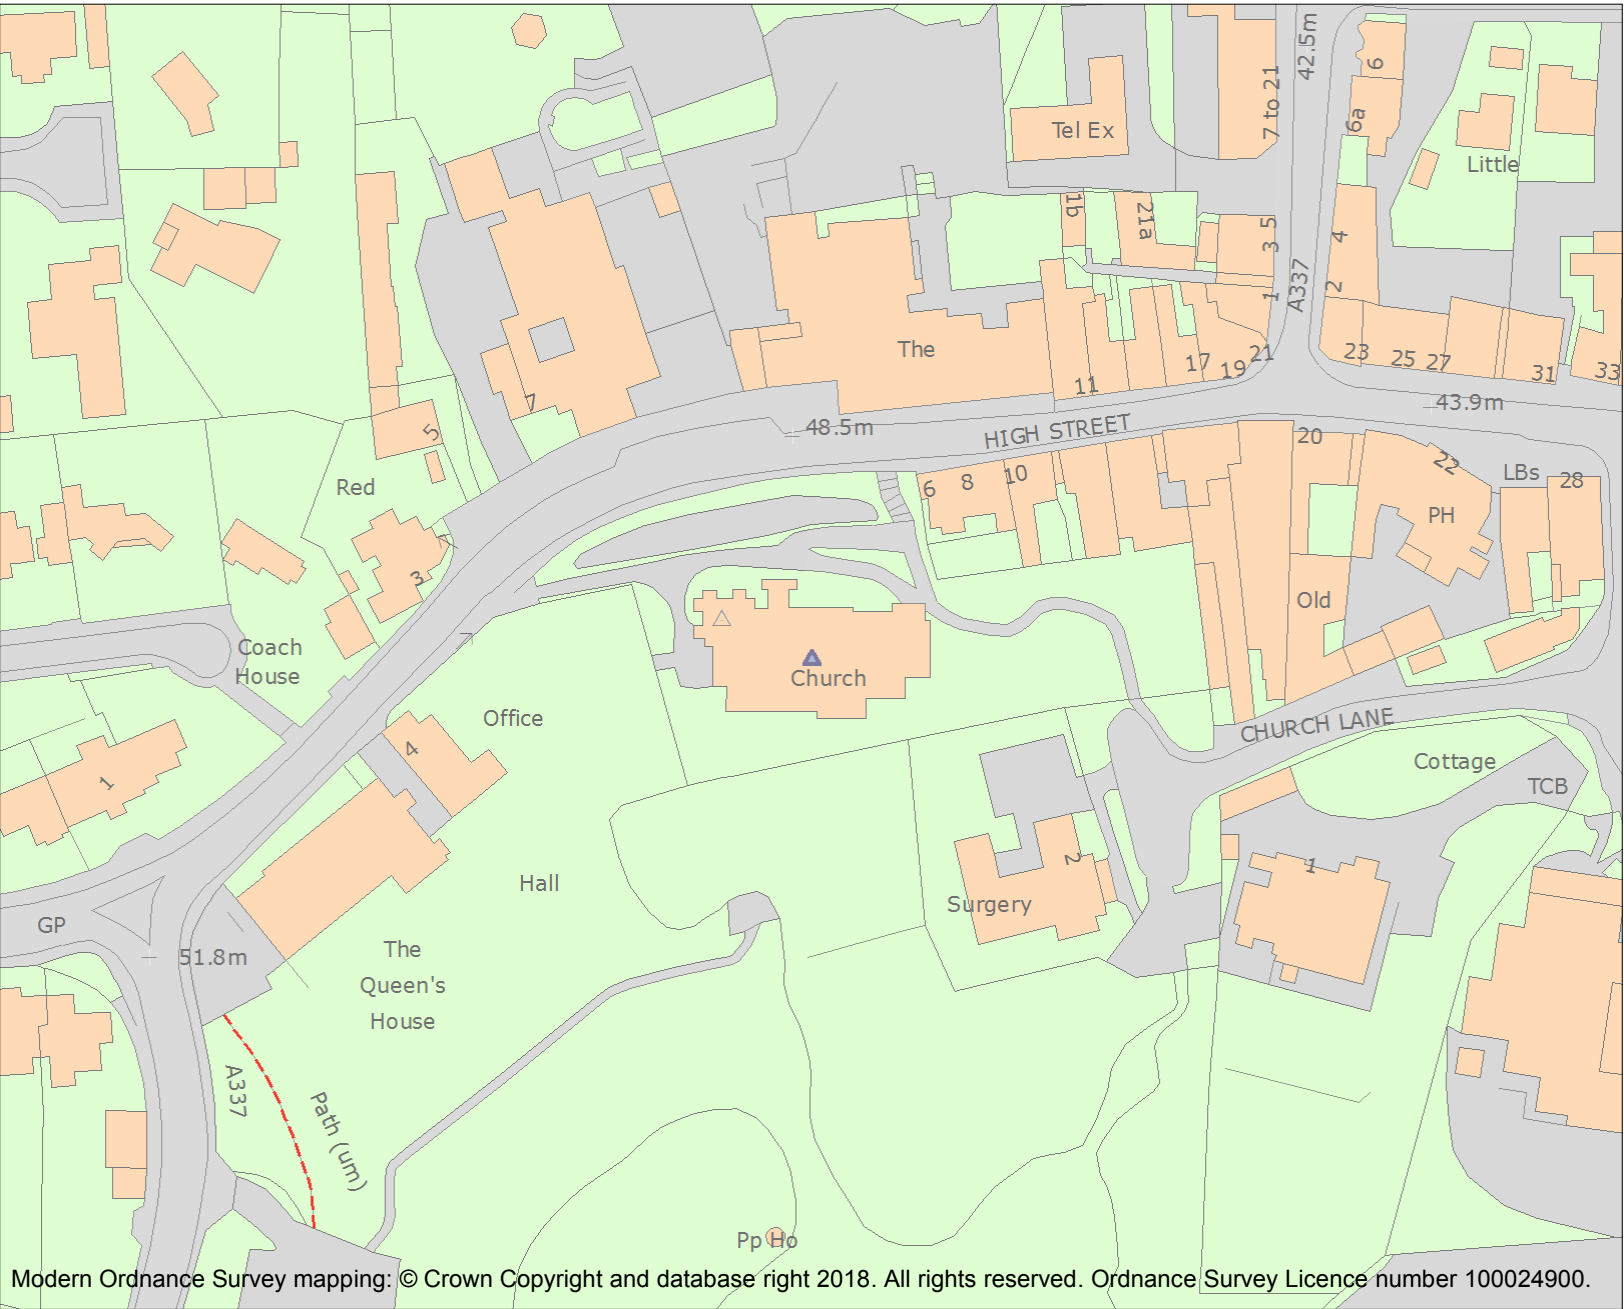 42.5m
6
7 to 21
6a
Tel Ex
Little
1b
21a
3 5
4
A337
1
2
The
17
19
21
23
25
27
31
33
11
7
43.9m
48.5m
HIGH STREET
5
20
22
Red
6
8
10
LBs
28
PH
3
Old
Coach
House
Church
Office
CHURCH LANE
4
Cottage
1
TCB
Hall
2
1
Surgery
GP
The
Queen's
House
51.8m
A337
Path (um)
Pp Ho
Modern Ordnance Survey mapping: © Crown Copyright and database right 2018. All rights reserved. Ordnance Survey Licence number 100024900.